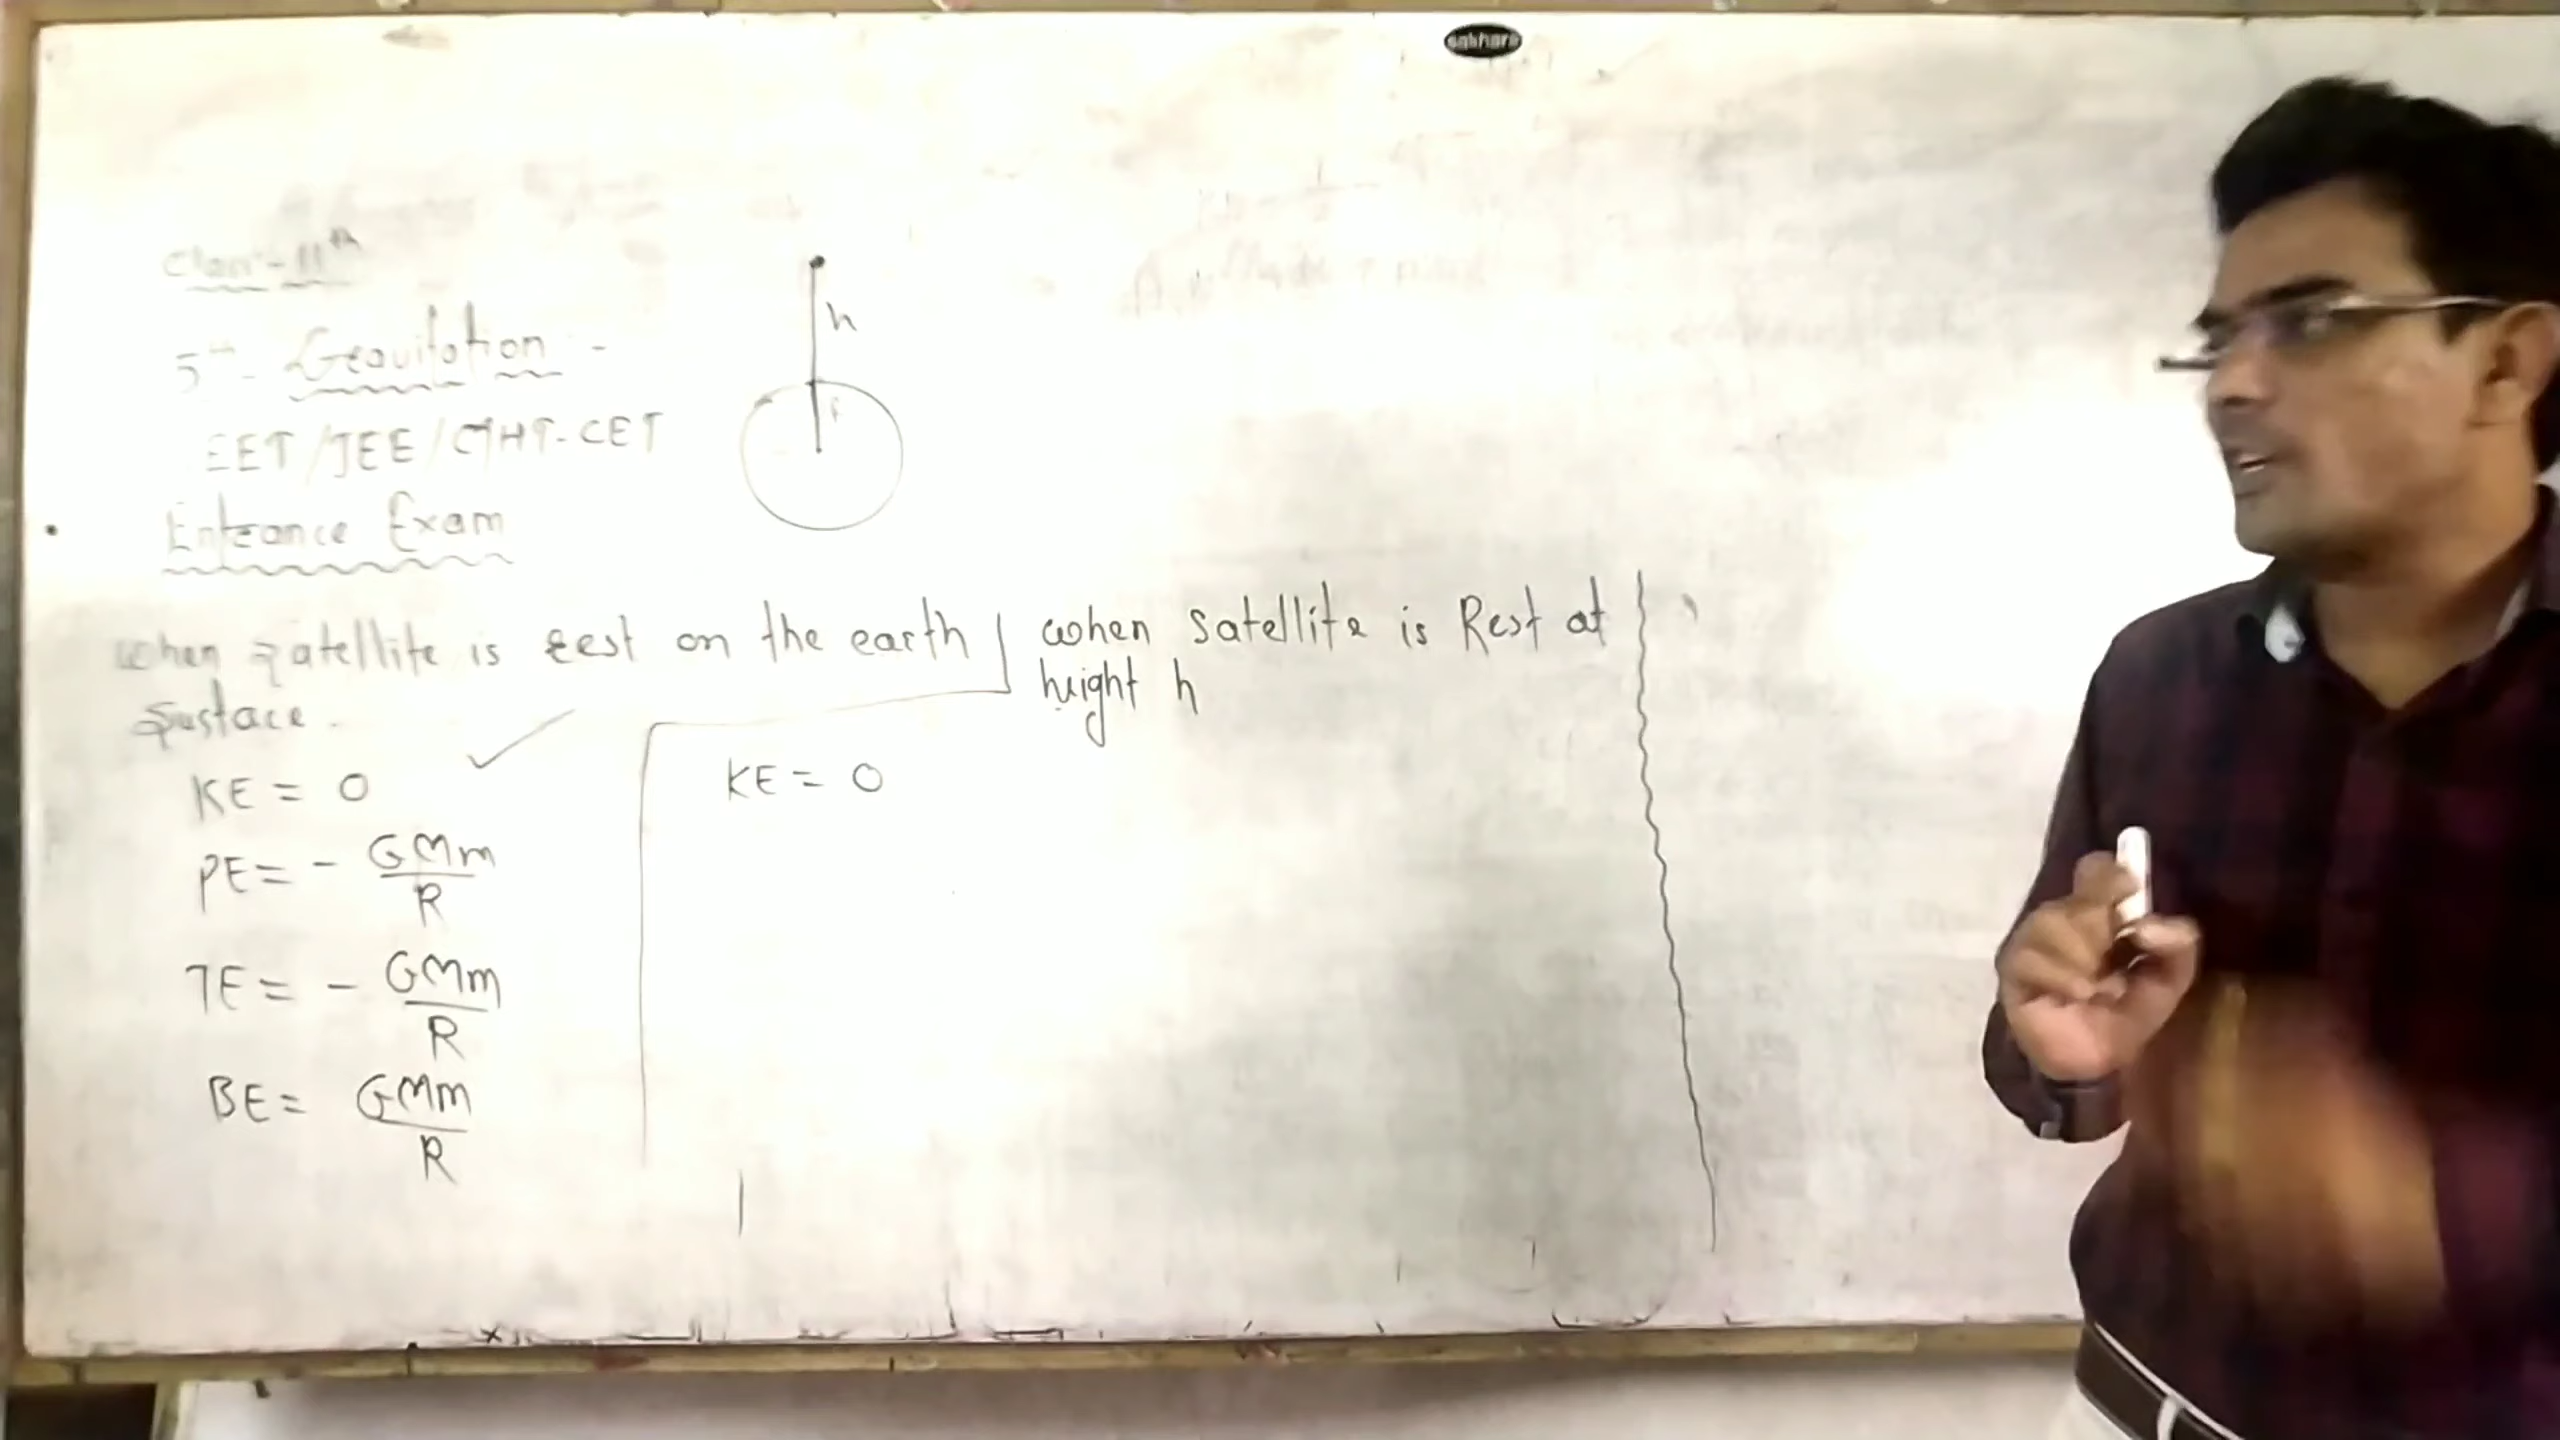 sakhara
Class-11th
5th - Gravitation -
EET/JEE/MHT-CET
Entrance Exam
h
when satellite is rest on the earth
surface.
KE = 0
PE = - GMm
R
TE = - GMm
R
BE = GMm
R
when satellite is Rest at
height h
KE = 0